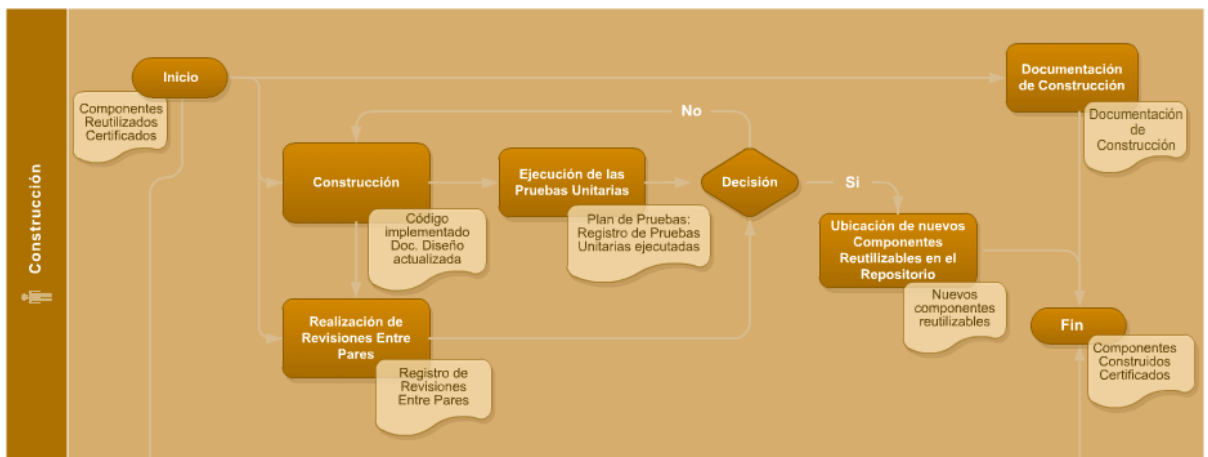 Construcción
Inicio
Componentes
Reutilizados
Certificados
Documentación
de Construcción
Documentación
de
Construcción
No
Construcción
Código
implementado
Doc. Diseño
actualizada
Ejecución de las
Pruebas Unitarias
Plan de Pruebas:
Registro de Pruebas
Unitarias ejecutadas
Decisión
Si
Ubicación de nuevos
Componentes
Reutilizables en el
Repositorio
Nuevos
componentes
reutilizables
Realización de
Revisiones Entre
Pares
Registro de
Revisiones
Entre Pares
Fin
Componentes
Construidos
Certificados